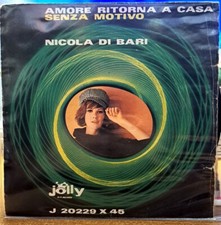 AMORE RITORNA A CASA
SENZA MOTIVO
NICOLA DI BARI
jolly
J 20229 X 45